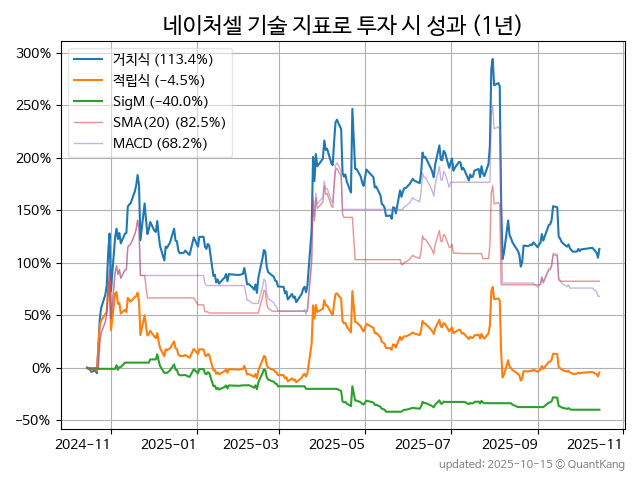 네이처셀 기술 지표로 투자 시 성과 (1년)
300%
250%
200%
150%
100%
50%
0%
−50%
거치식 (113.4%)
적립식 (−4.5%)
SigM (−40.0%)
SMA(20) (82.5%)
MACD (68.2%)
2024-11
2025-01
2025-03
2025-05
2025-07
2025-09
2025-11
updated: 2025-10-15 © QuantKang